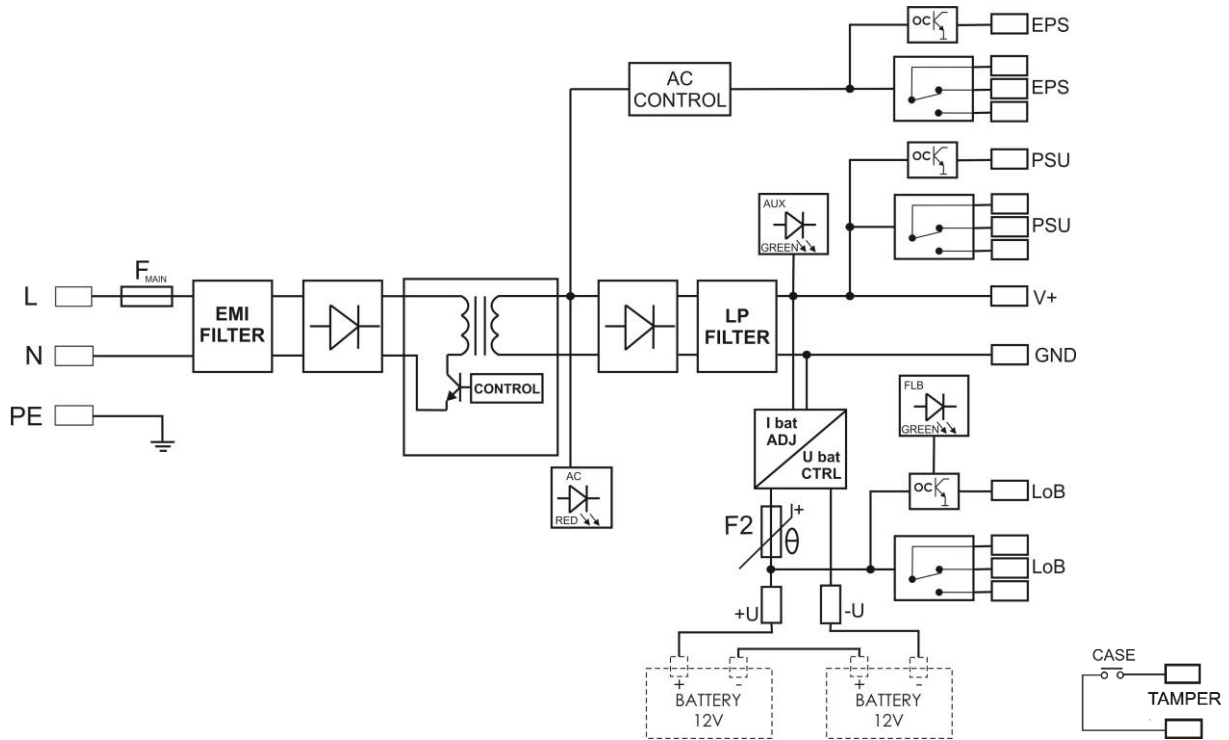 OC
EPS
AC
CONTROL
EPS
OC
PSU
AUX
GREEN
PSU
F MAIN
L
EMI
FILTER
LP
FILTER
V+
N
GND
CONTROL
FLB
GREEN
PE
I bat
ADJ
U bat
CTRL
AC
RED
OC
LoB
F2
I+
θ
LoB
+U
-U
CASE
+
-
+
-
BATTERY
12V
BATTERY
12V
TAMPER